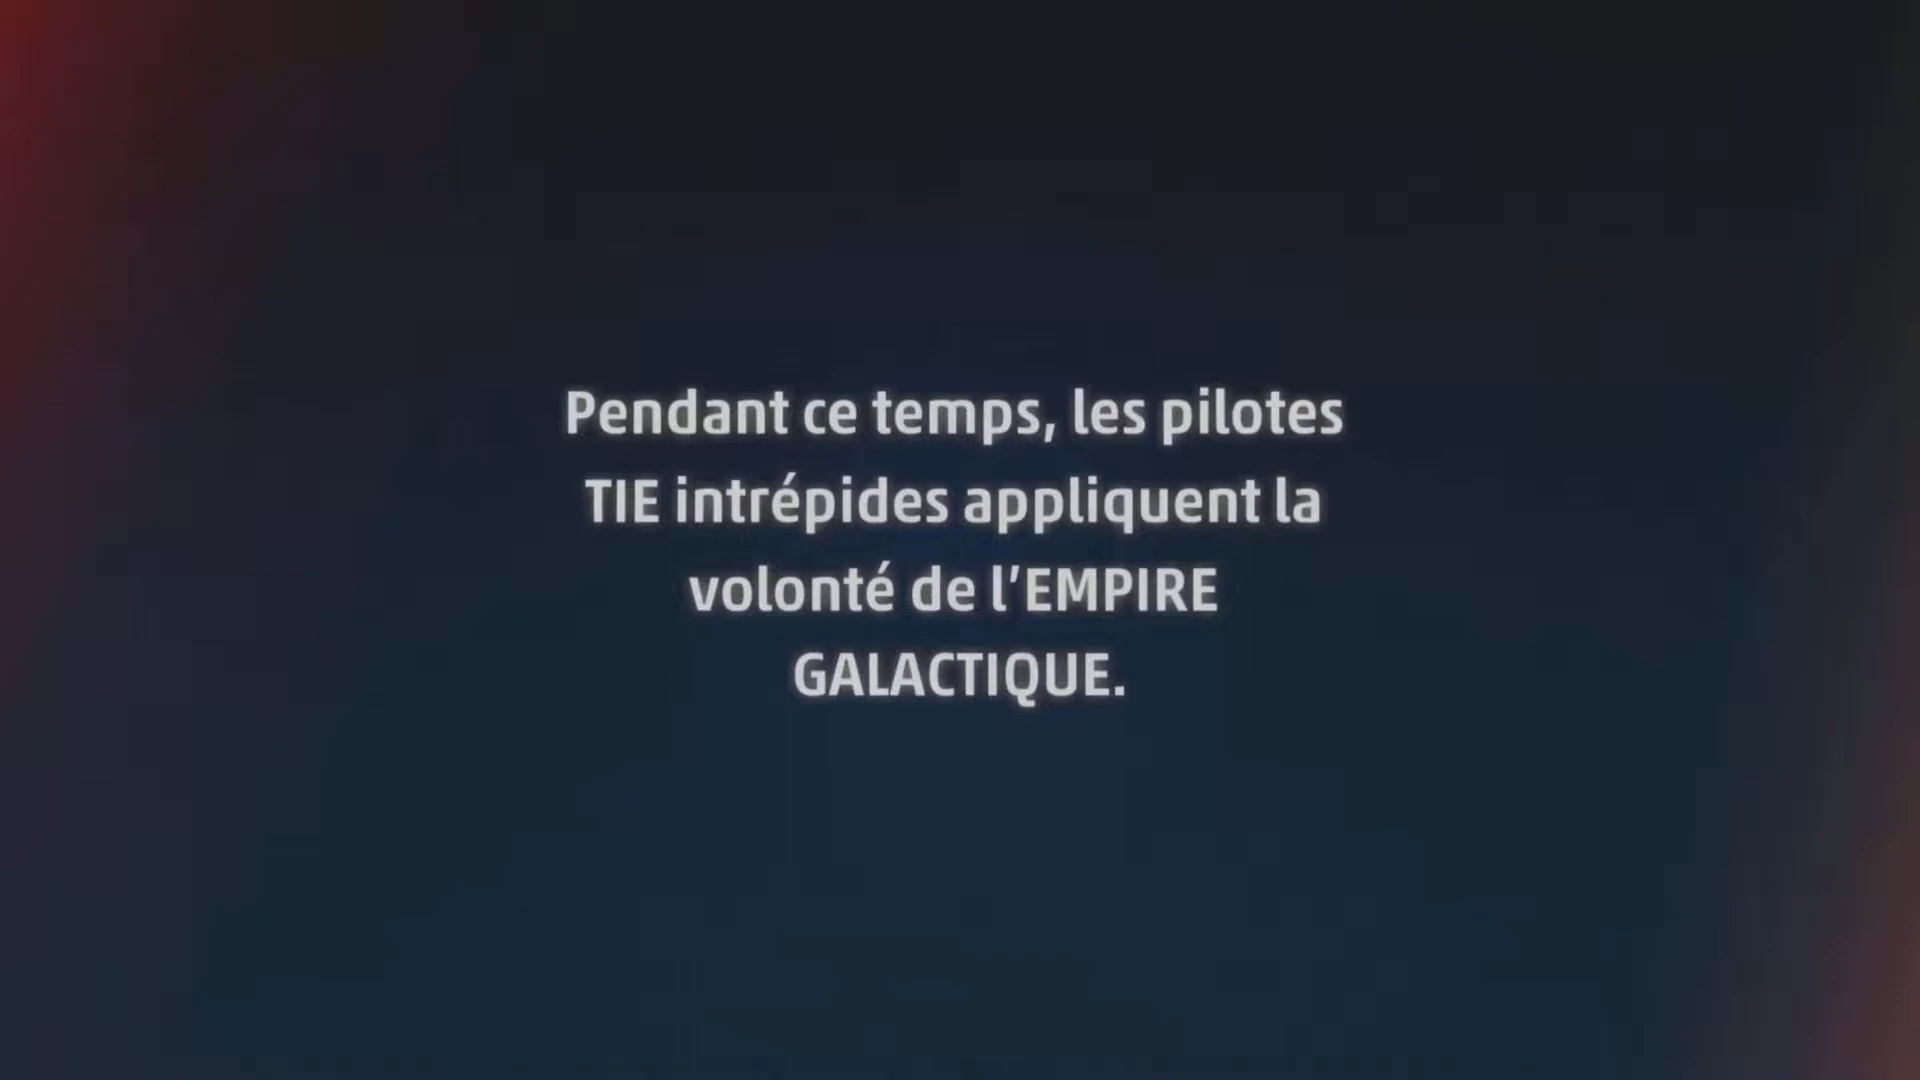 Pendant ce temps, les pilotes
TIE intrépides appliquent la
volonté de l’EMPIRE
GALACTIQUE.